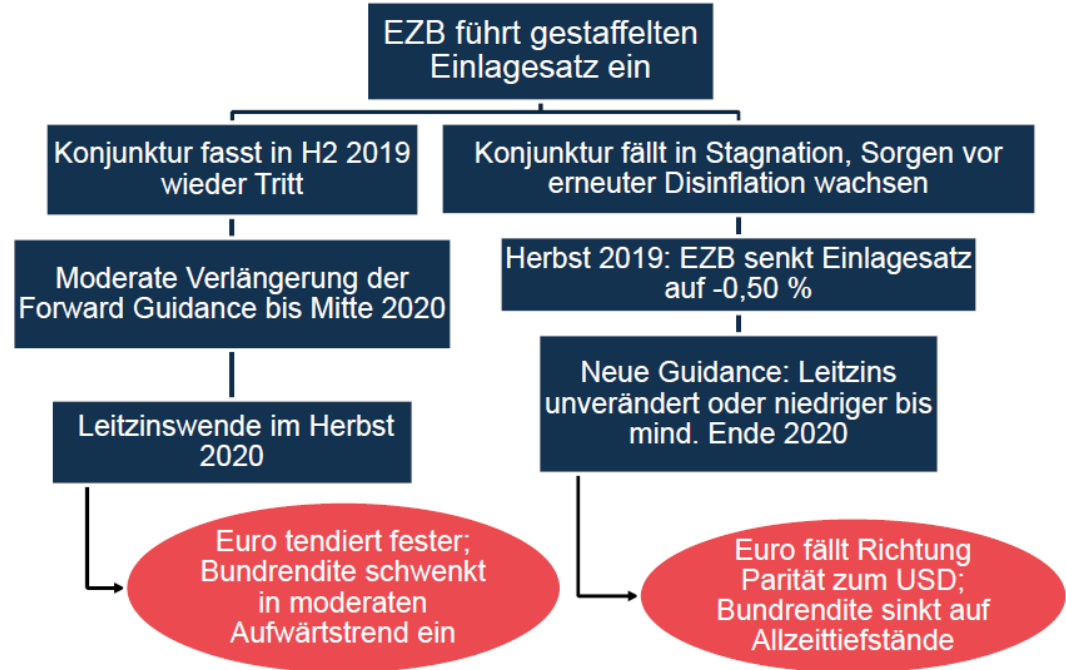 EZB führt gestaffelten
Einlagesatz ein
Konjunktur fasst in H2 2019
wieder Tritt
Moderate Verlängerung der
Forward Guidance bis Mitte 2020
Leitzinswende im Herbst
2020
Euro tendiert fester;
Bundrendite schwenkt
in moderaten
Aufwärtstrend ein
Konjunktur fällt in Stagnation, Sorgen vor
erneuter Disinflation wachsen
Herbst 2019: EZB senkt Einlagesatz
auf -0,50 %
Neue Guidance: Leitzins
unverändert oder niedriger bis
mind. Ende 2020
Euro fällt Richtung
Parität zum USD;
Bundrendite sinkt auf
Allzeittiefstände